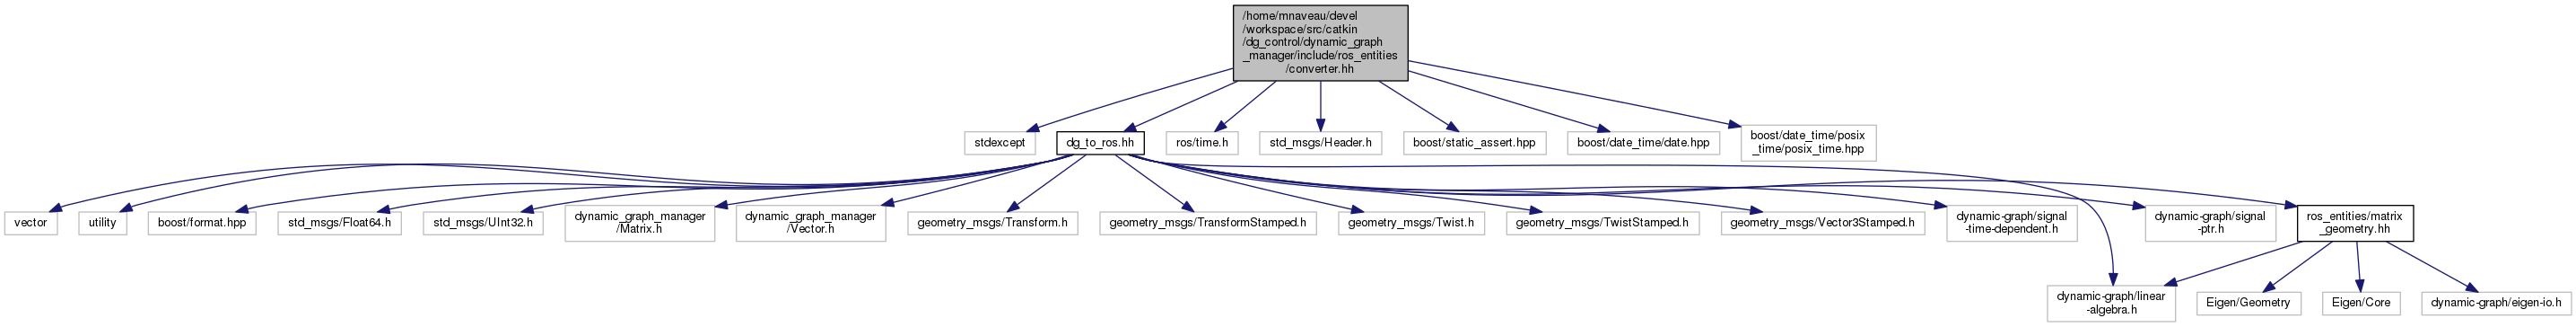 /home/mnaveau/devel
/workspace/src/catkin
/dg_control/dynamic_graph
_manager/include/ros_entities
/converter.hh
stdexcept
dg_to_ros.hh
ros/time.h
std_msgs/Header.h
boost/static_assert.hpp
boost/date_time/date.hpp
boost/date_time/posix
_time/posix_time.hpp
vector
utility
boost/format.hpp
std_msgs/Float64.h
std_msgs/UInt32.h
dynamic_graph_manager
/Matrix.h
dynamic_graph_manager
/Vector.h
geometry_msgs/Transform.h
geometry_msgs/TransformStamped.h
geometry_msgs/Twist.h
geometry_msgs/TwistStamped.h
geometry_msgs/Vector3Stamped.h
dynamic-graph/signal
-time-dependent.h
dynamic-graph/signal
-ptr.h
ros_entities/matrix
_geometry.hh
dynamic-graph/linear
-algebra.h
Eigen/Geometry
Eigen/Core
dynamic-graph/eigen-io.h